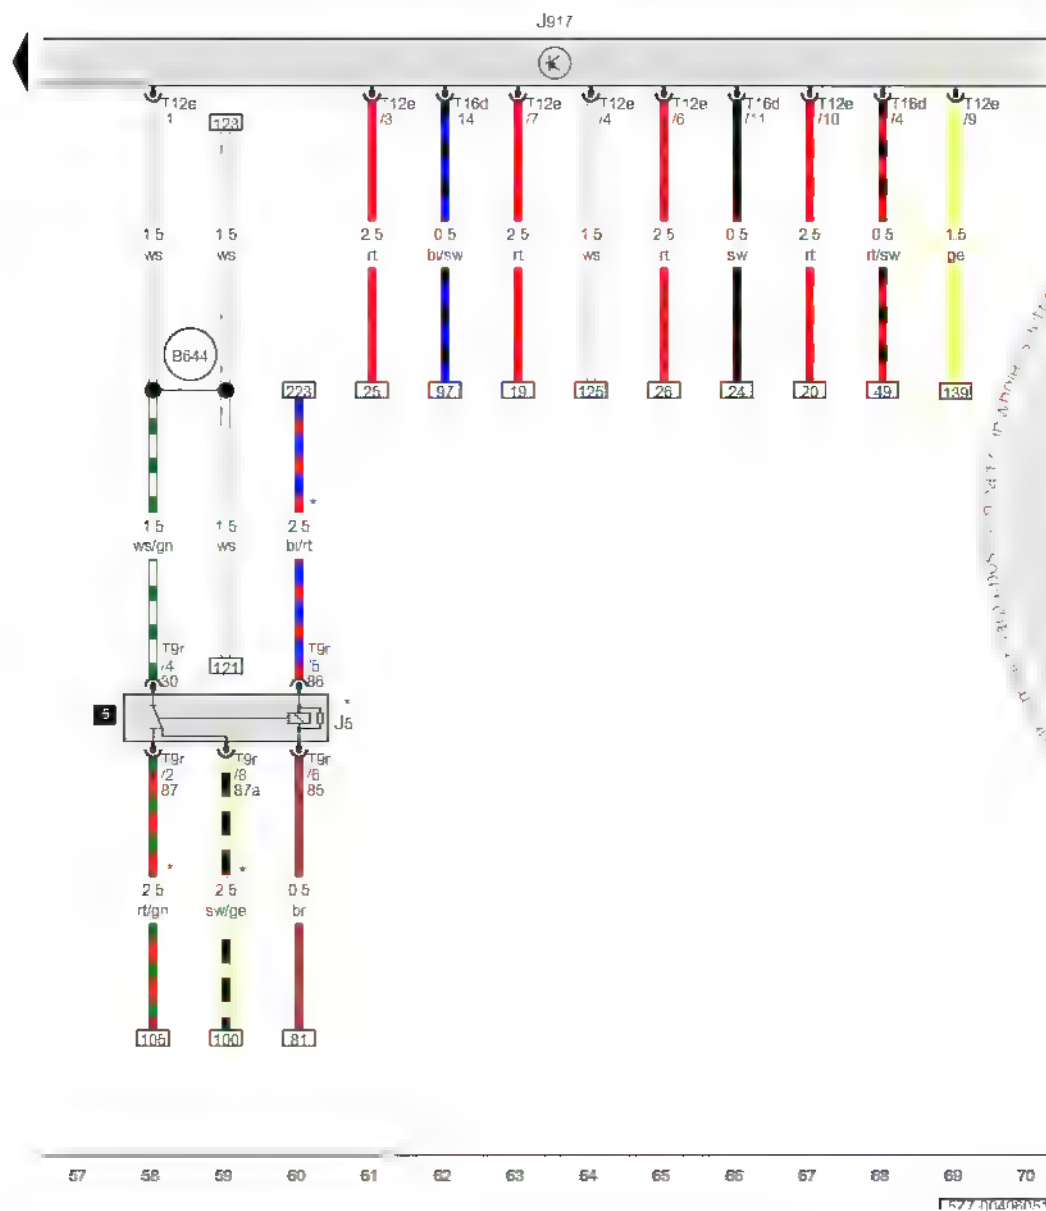 J917
K
T12e T12e T16d T12e T12e T12e T16d T12e T16d T12e
/3 /7 /4 /6 /11 /10 /4 /9
123
1.5 1.5 2.5 0.5 2.5 1.5 2.5 0.5 2.5 0.5 1.5
ws ws rt bl/sw rt ws rt sw rt rt/sw ge
B644
223 25 97 19 125 26 24 20 49 139
*
1.5 1.5 2.5
ws/gn ws bl/rt
T9r T9r
/4 121 /5
30 86
*
5 J5
T9r T9r T9r
/2 /8 /6
87 87a 85
* *
2.5 2.5 0.5
rt/gn sw/ge br
105 100 81
57 58 59 60 61 62 63 64 65 66 67 68 69 70